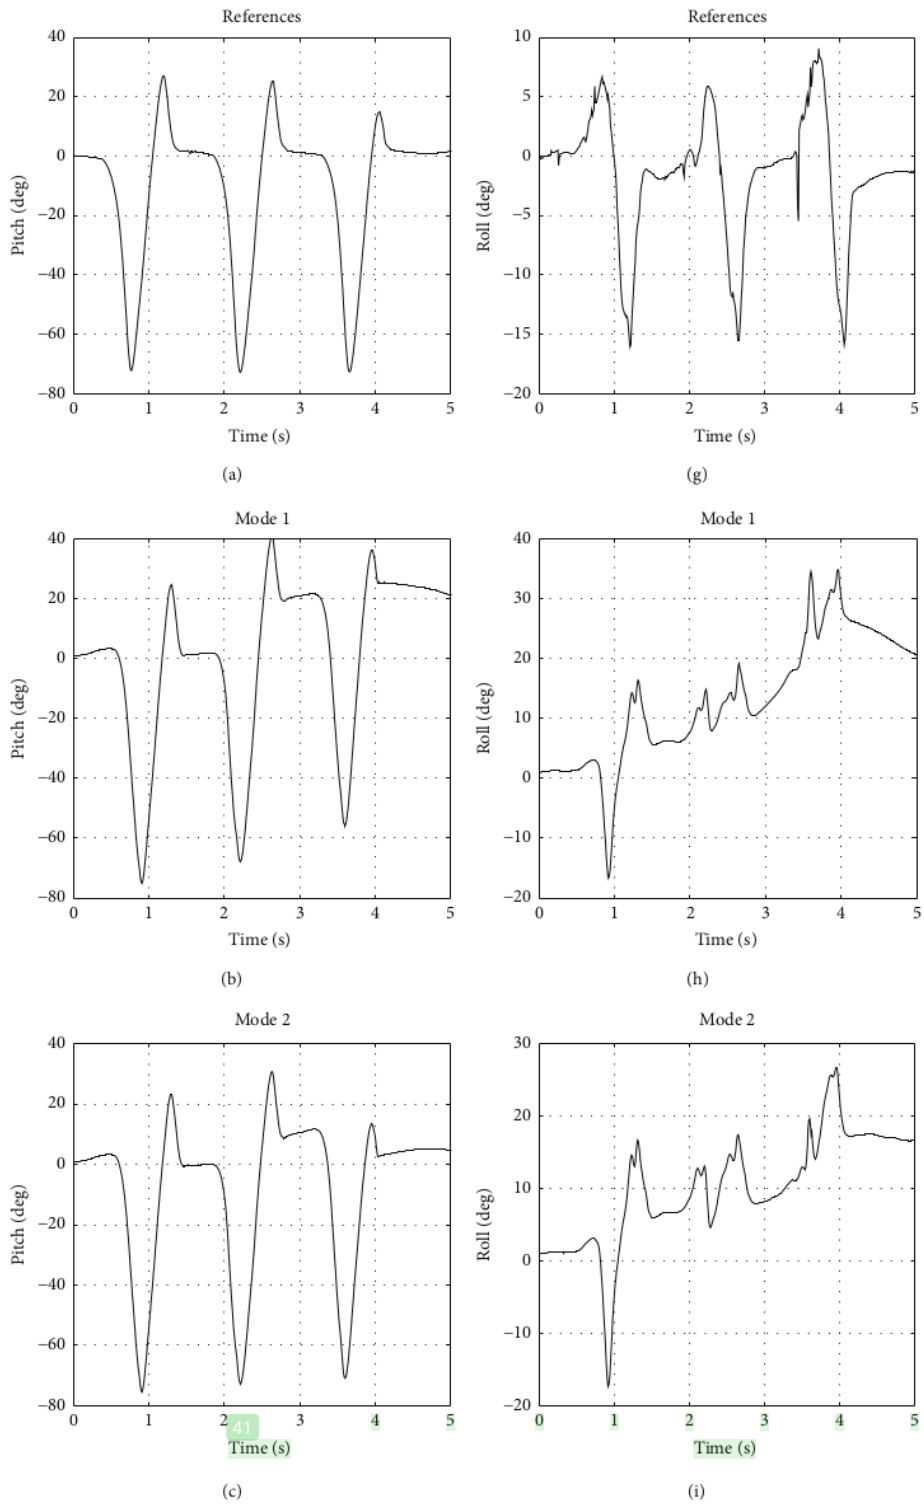 References
40
20
0
−20
−40
−60
−80
Pitch (deg)
0 1 2 3 4 5
Time (s)
(a)
References
10
5
0
−5
−10
−15
−20
Roll (deg)
0 1 2 3 4 5
Time (s)
(g)
Mode 1
40
20
0
−20
−40
−60
−80
Pitch (deg)
0 1 2 3 4 5
Time (s)
(b)
Mode 1
40
30
20
10
0
−10
−20
Roll (deg)
0 1 2 3 4 5
Time (s)
(h)
Mode 2
40
20
0
−20
−40
−60
−80
Pitch (deg)
0 1 2 3 4 5
41
Time (s)
(c)
Mode 2
30
20
10
0
−10
−20
Roll (deg)
0 1 2 3 4 5
Time (s)
(i)